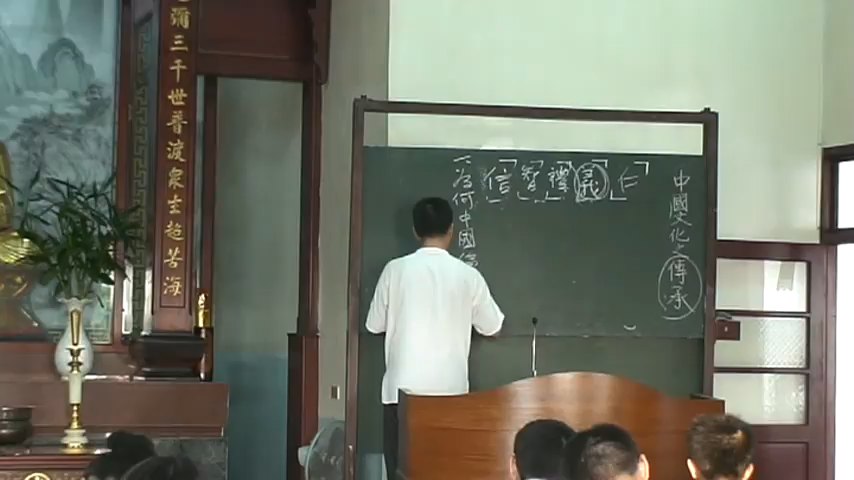 中國文化之傳承
仁
義
禮
智
信
一、為何中國
彌三千世普渡眾生超苦海